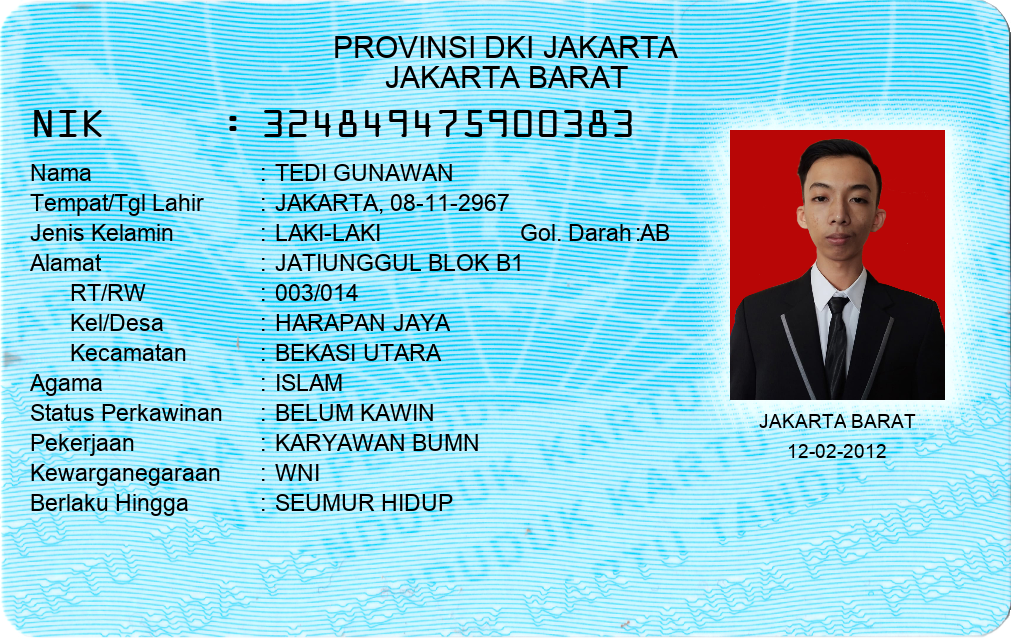 PROVINSI DKI JAKARTA
JAKARTA BARAT
NIK : 324849475900383
Nama : TEDI GUNAWAN
Tempat/Tgl Lahir : JAKARTA, 08-11-2967
Jenis Kelamin : LAKI-LAKI Gol. Darah :AB
Alamat : JATIUNGGUL BLOK B1
RT/RW : 003/014
Kel/Desa : HARAPAN JAYA
Kecamatan : BEKASI UTARA
Agama : ISLAM
Status Perkawinan : BELUM KAWIN
Pekerjaan : KARYAWAN BUMN
Kewarganegaraan : WNI
Berlaku Hingga : SEUMUR HIDUP
JAKARTA BARAT
12-02-2012